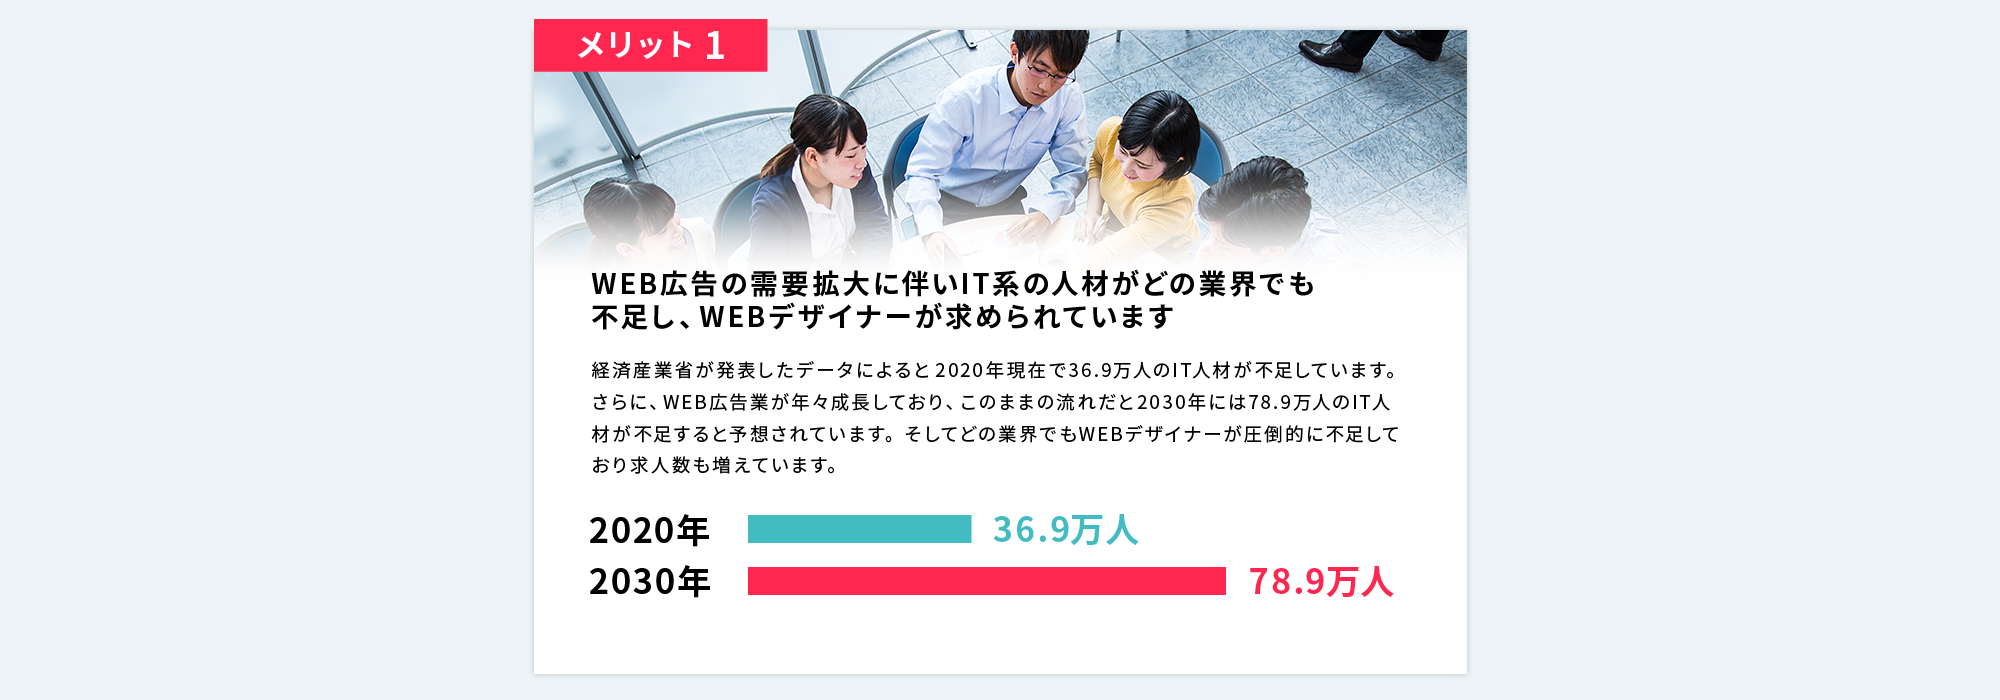 メリット 1
WEB広告の需要拡大に伴いIT系の人材がどの業界でも
不足し、WEBデザイナーが求められています
経済産業省が発表したデータによると2020年現在で36.9万人のIT人材が不足しています。
さらに、WEB広告業が年々成長しており、このままの流れだと2030年には78.9万人のIT人
材が不足すると予想されています。そしてどの業界でもWEBデザイナーが圧倒的に不足して
おり求人数も増えています。
2020年 36.9万人
2030年 78.9万人